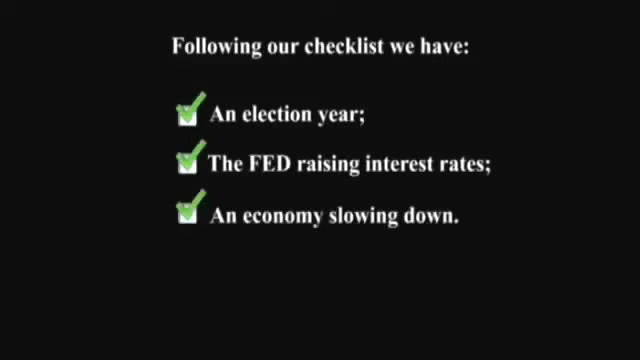 Following our checklist we have:
An election year;
The FED raising interest rates;
An economy slowing down.